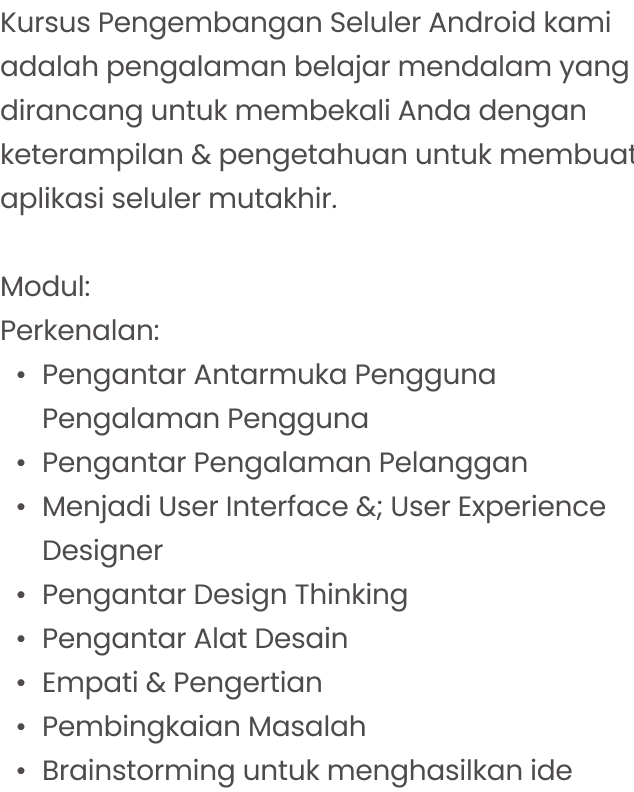 Kursus Pengembangan Seluler Android kami
adalah pengalaman belajar mendalam yang
dirancang untuk membekali Anda dengan
keterampilan & pengetahuan untuk membuat
aplikasi seluler mutakhir.
Modul:
Perkenalan:
• Pengantar Antarmuka Pengguna
Pengalaman Pengguna
• Pengantar Pengalaman Pelanggan
• Menjadi User Interface &; User Experience
Designer
• Pengantar Design Thinking
• Pengantar Alat Desain
• Empati & Pengertian
• Pembingkaian Masalah
• Brainstorming untuk menghasilkan ide